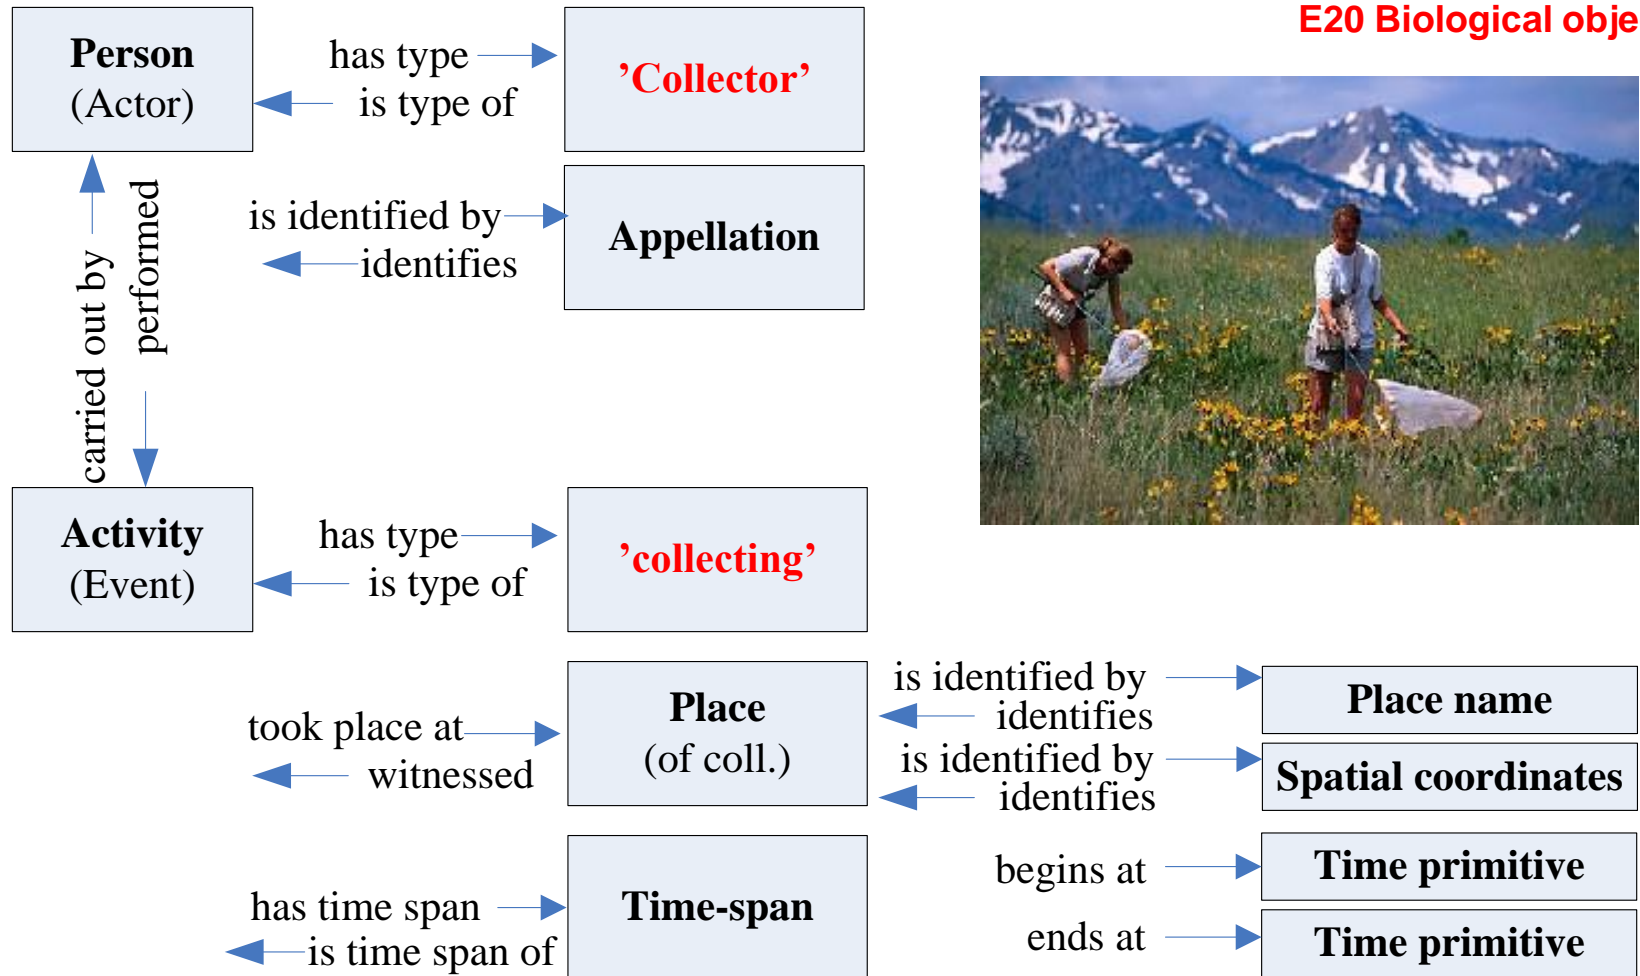 E20 Biological obje
Person
(Actor)
has type
is type of
’Collector’
is identified by
identifies
Appellation
carried out by
performed
Activity
(Event)
has type
is type of
’collecting’
took place at
witnessed
Place
(of coll.)
is identified by
identifies
Place name
is identified by
identifies
Spatial coordinates
has time span
is time span of
Time-span
begins at
Time primitive
ends at
Time primitive